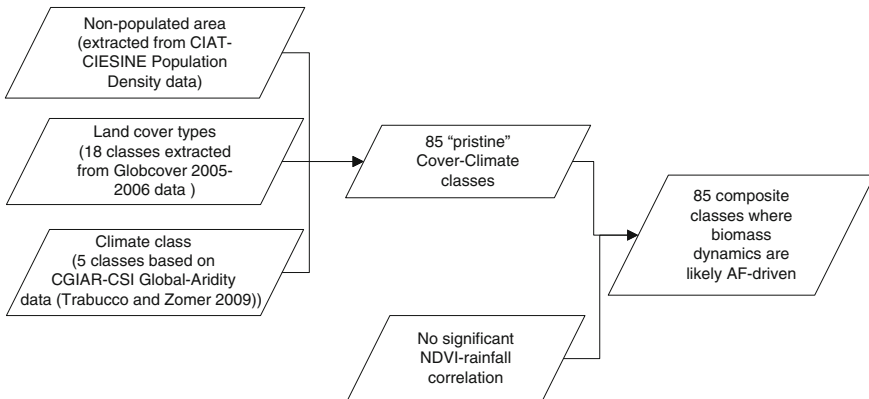 Non-populated area
(extracted from CIAT-
CIESINE Population
Density data)
Land cover types
(18 classes extracted
from Globcover 2005-
2006 data )
Climate class
(5 classes based on
CGIAR-CSI Global-Aridity
data (Trabucco and Zomer 2009))
85 “pristine”
Cover-Climate
classes
No significant
NDVI-rainfall
correlation
85 composite
classes where
biomass
dynamics are
likely AF-driven